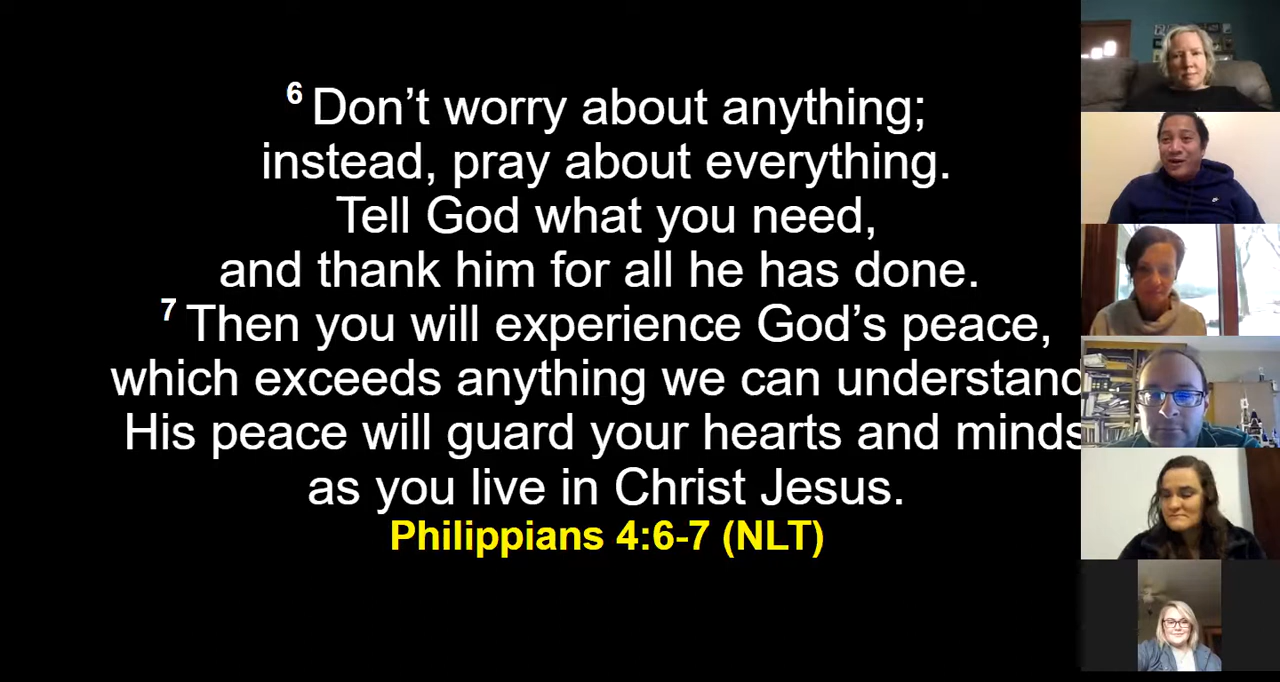 6 Don’t worry about anything;
instead, pray about everything.
Tell God what you need,
and thank him for all he has done.
7 Then you will experience God’s peace,
which exceeds anything we can understand
His peace will guard your hearts and minds
as you live in Christ Jesus.
Philippians 4:6-7 (NLT)